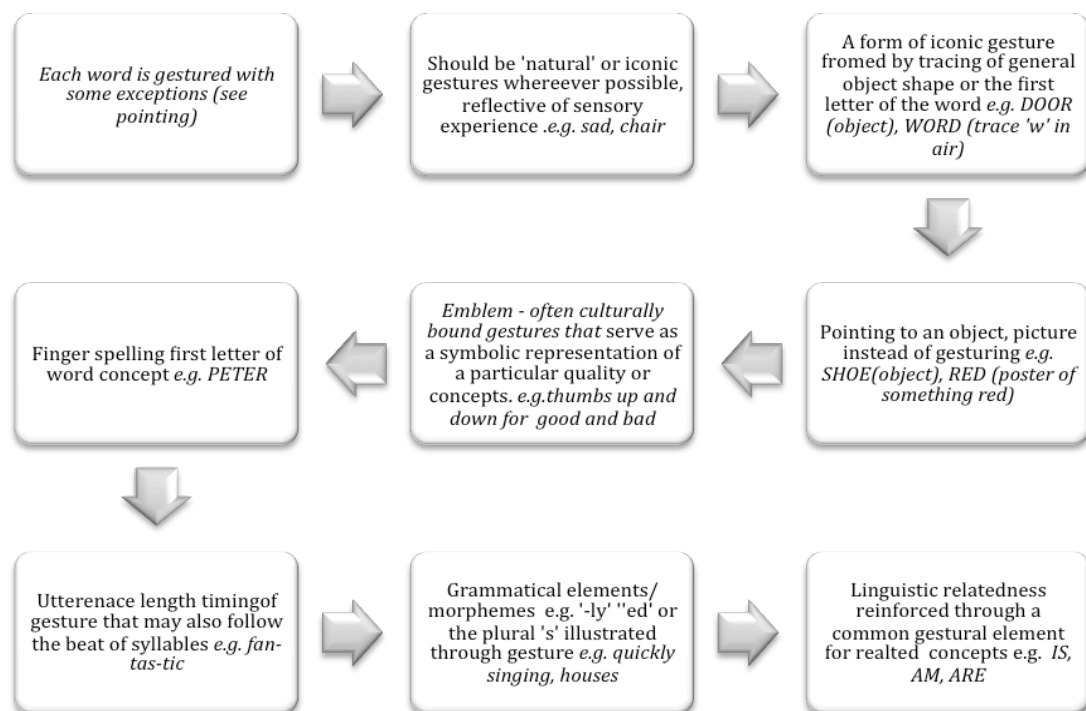 Each word is gestured with
some exceptions (see
pointing)
Should be 'natural' or iconic
gestures whereever possible,
reflective of sensory
experience .e.g. sad, chair
A form of iconic gesture
fromed by tracing of general
object shape or the first
letter of the word e.g. DOOR
(object), WORD (trace 'w' in
air)
Pointing to an object, picture
instead of gesturing e.g.
SHOE(object), RED (poster of
something red)
Emblem - often culturally
bound gestures that serve as
a symbolic representation of
a particular quality or
concepts. e.g.thumbs up and
down for good and bad
Finger spelling first letter of
word concept e.g. PETER
Utterenace length timingof
gesture that may also follow
the beat of syllables e.g. fan-
tas-tic
Grammatical elements/
morphemes e.g. '-ly' ''ed' or
the plural 's' illustrated
through gesture e.g. quickly
singing, houses
Linguistic relatedness
reinforced through a
common gestural element
for realted concepts e.g. IS,
AM, ARE